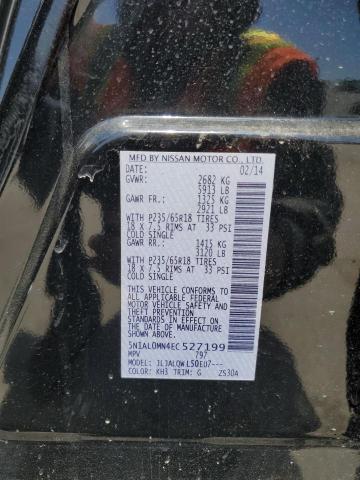 MFD BY NISSAN MOTOR CO., LTD.
DATE: 02/14
GVWR: 2682 KG
5913 LB
GAWR FR.: 1325 KG
2921 LB
WITH P235/65R18 TIRES
18 X 7.5 RIMS AT 33 PSI
COLD SINGLE
GAWR RR.: 1415 KG
3120 LB
WITH P235/65R18 TIRES
18 X 7.5 RIMS AT 33 PSI
COLD SINGLE
THIS VEHICLE CONFORMS TO
ALL APPLICABLE FEDERAL
MOTOR VEHICLE SAFETY
THEFT PREVENTION
STANDARDS IN EFFECT ON
THE DATE OF MANUFACTURE
SHOWN ABOVE.
5N1AL0MN4EC527199
MPV 797
MODEL: JLJALQWL50EU7---
COLOR: KH3 TRIM: G ZS30A